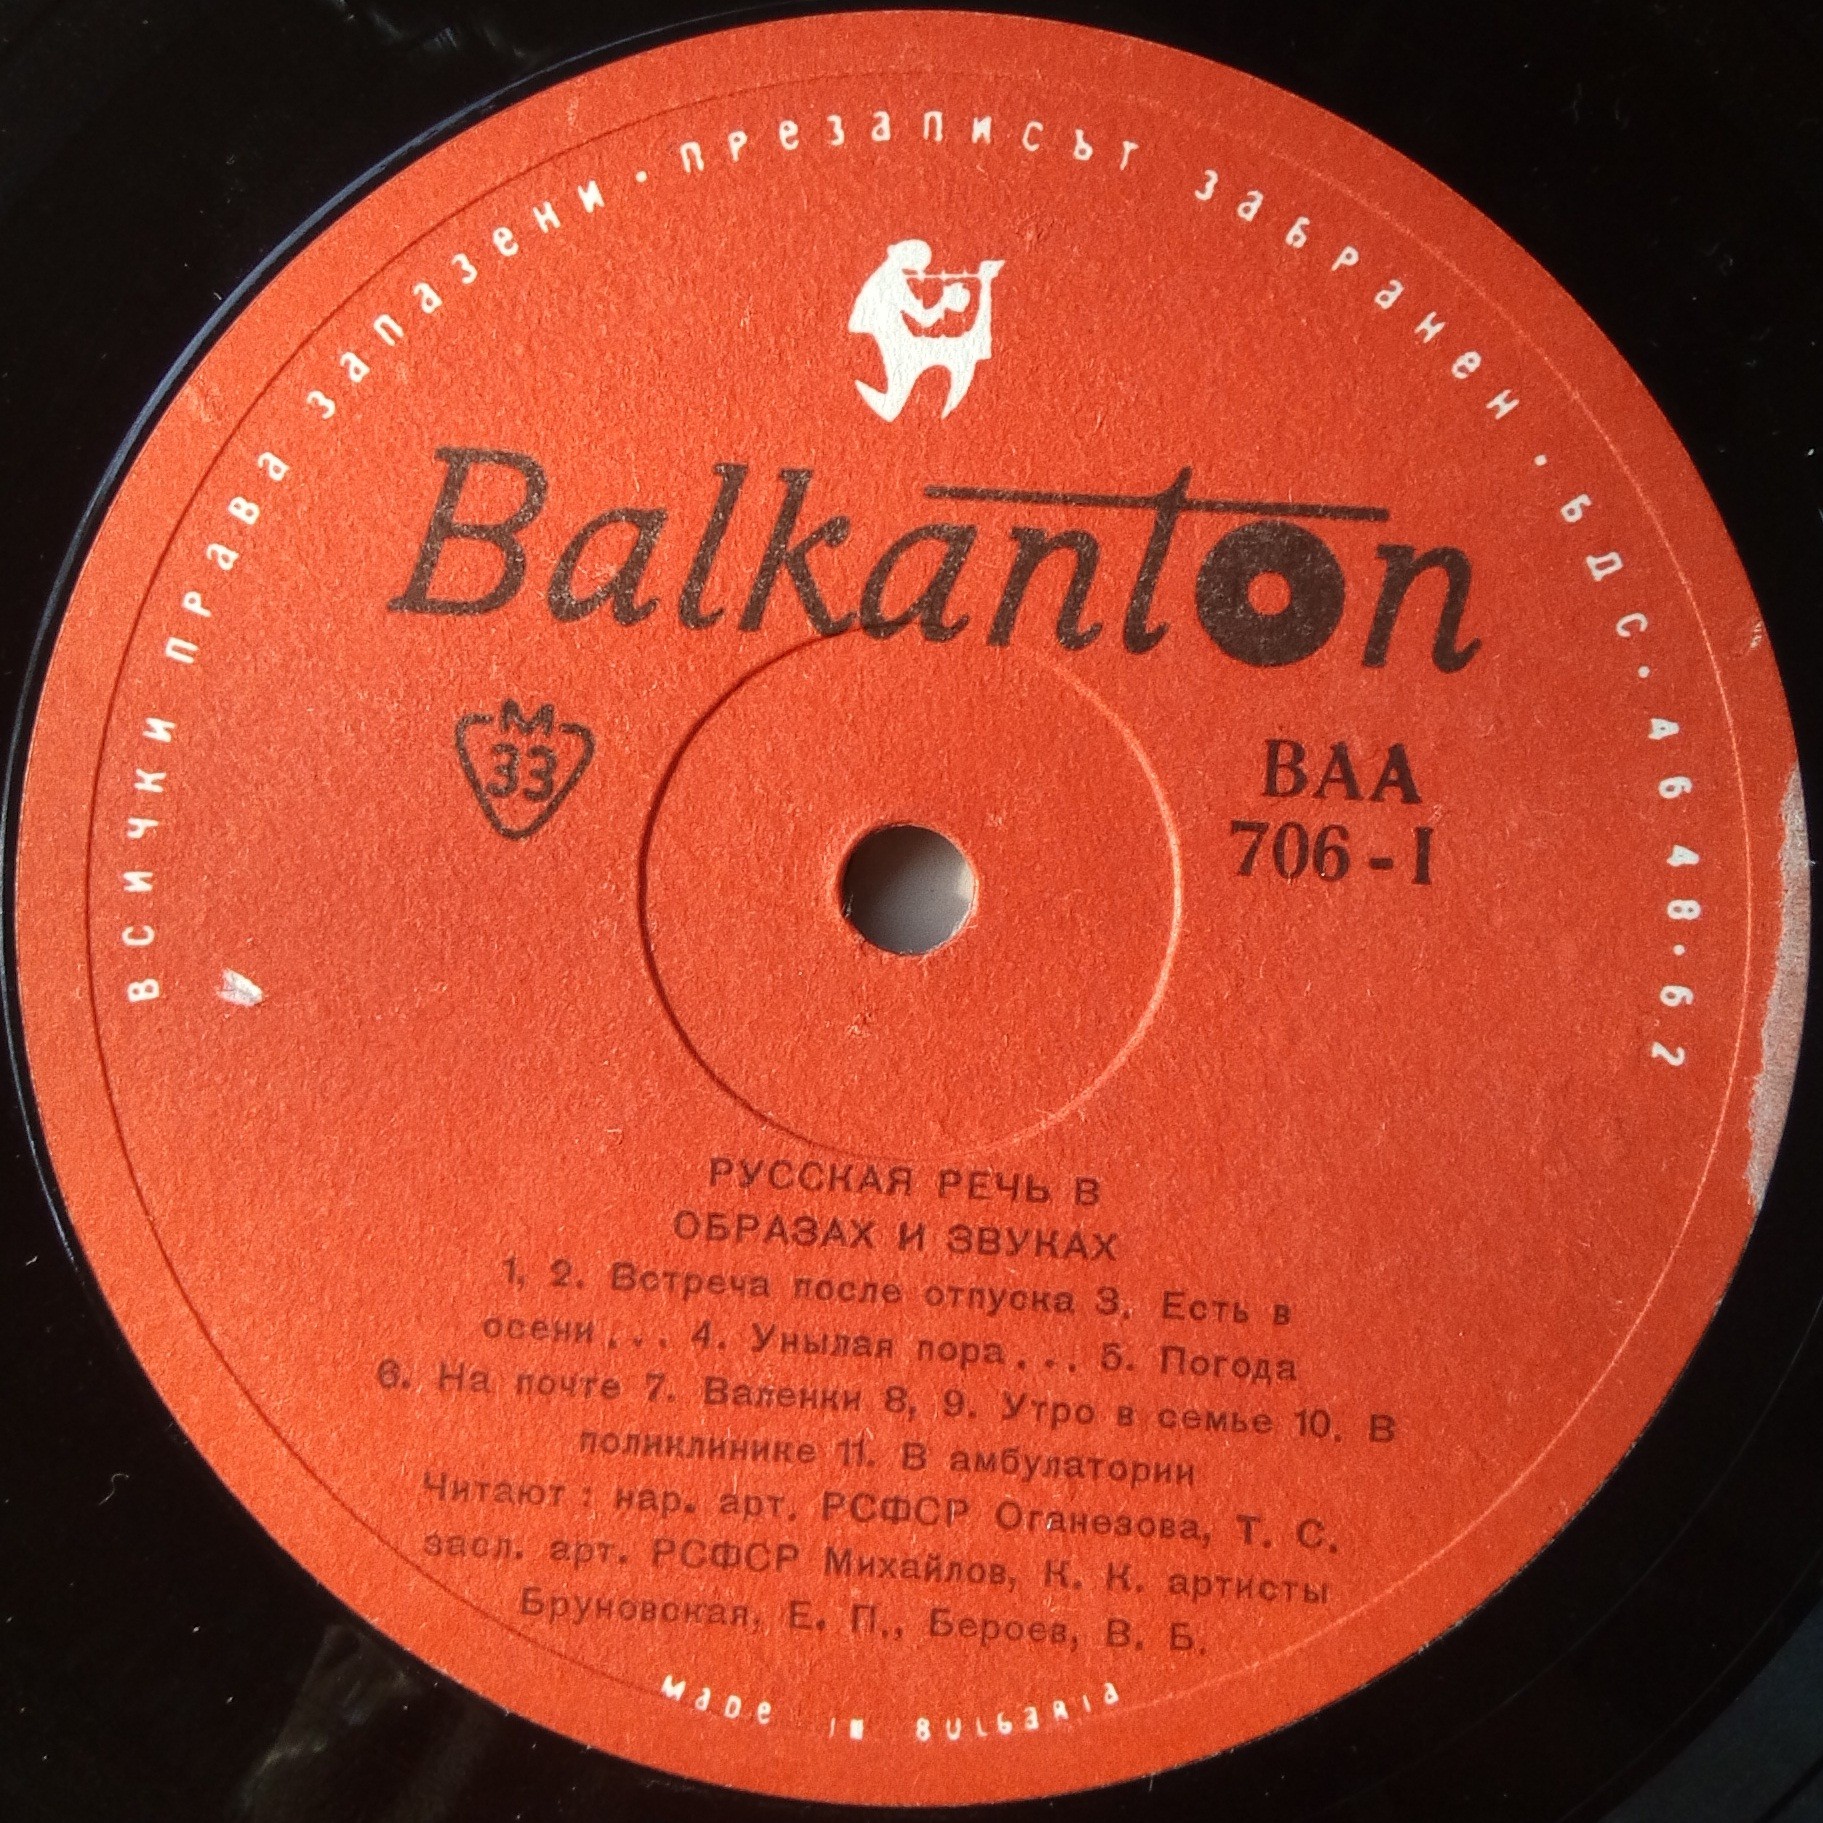 ВСИЧКИ ПРАВА ЗАПАЗЕНИ · ПРЕЗАПИСЪТ ЗАБРАНЕН · БДС · 4648 · 62
Balkanton
М
33
ВАА
706 - I
РУССКАЯ РЕЧЬ В
ОБРАЗАХ И ЗВУКАХ
1, 2. Встреча после отпуска 3. Есть в
осени... 4. Унылая пора... 5. Погода
6. На почте 7. Валенки 8, 9. Утро в семье 10. В
поликлинике 11. В амбулатории
Читают: нар. арт. РСФСР Оганезова, Т. С.
засл. арт. РСФСР Михайлов, К. К. артисты
Бруновская, Е. П., Бероев, В. Б.
MADE IN BULGARIA